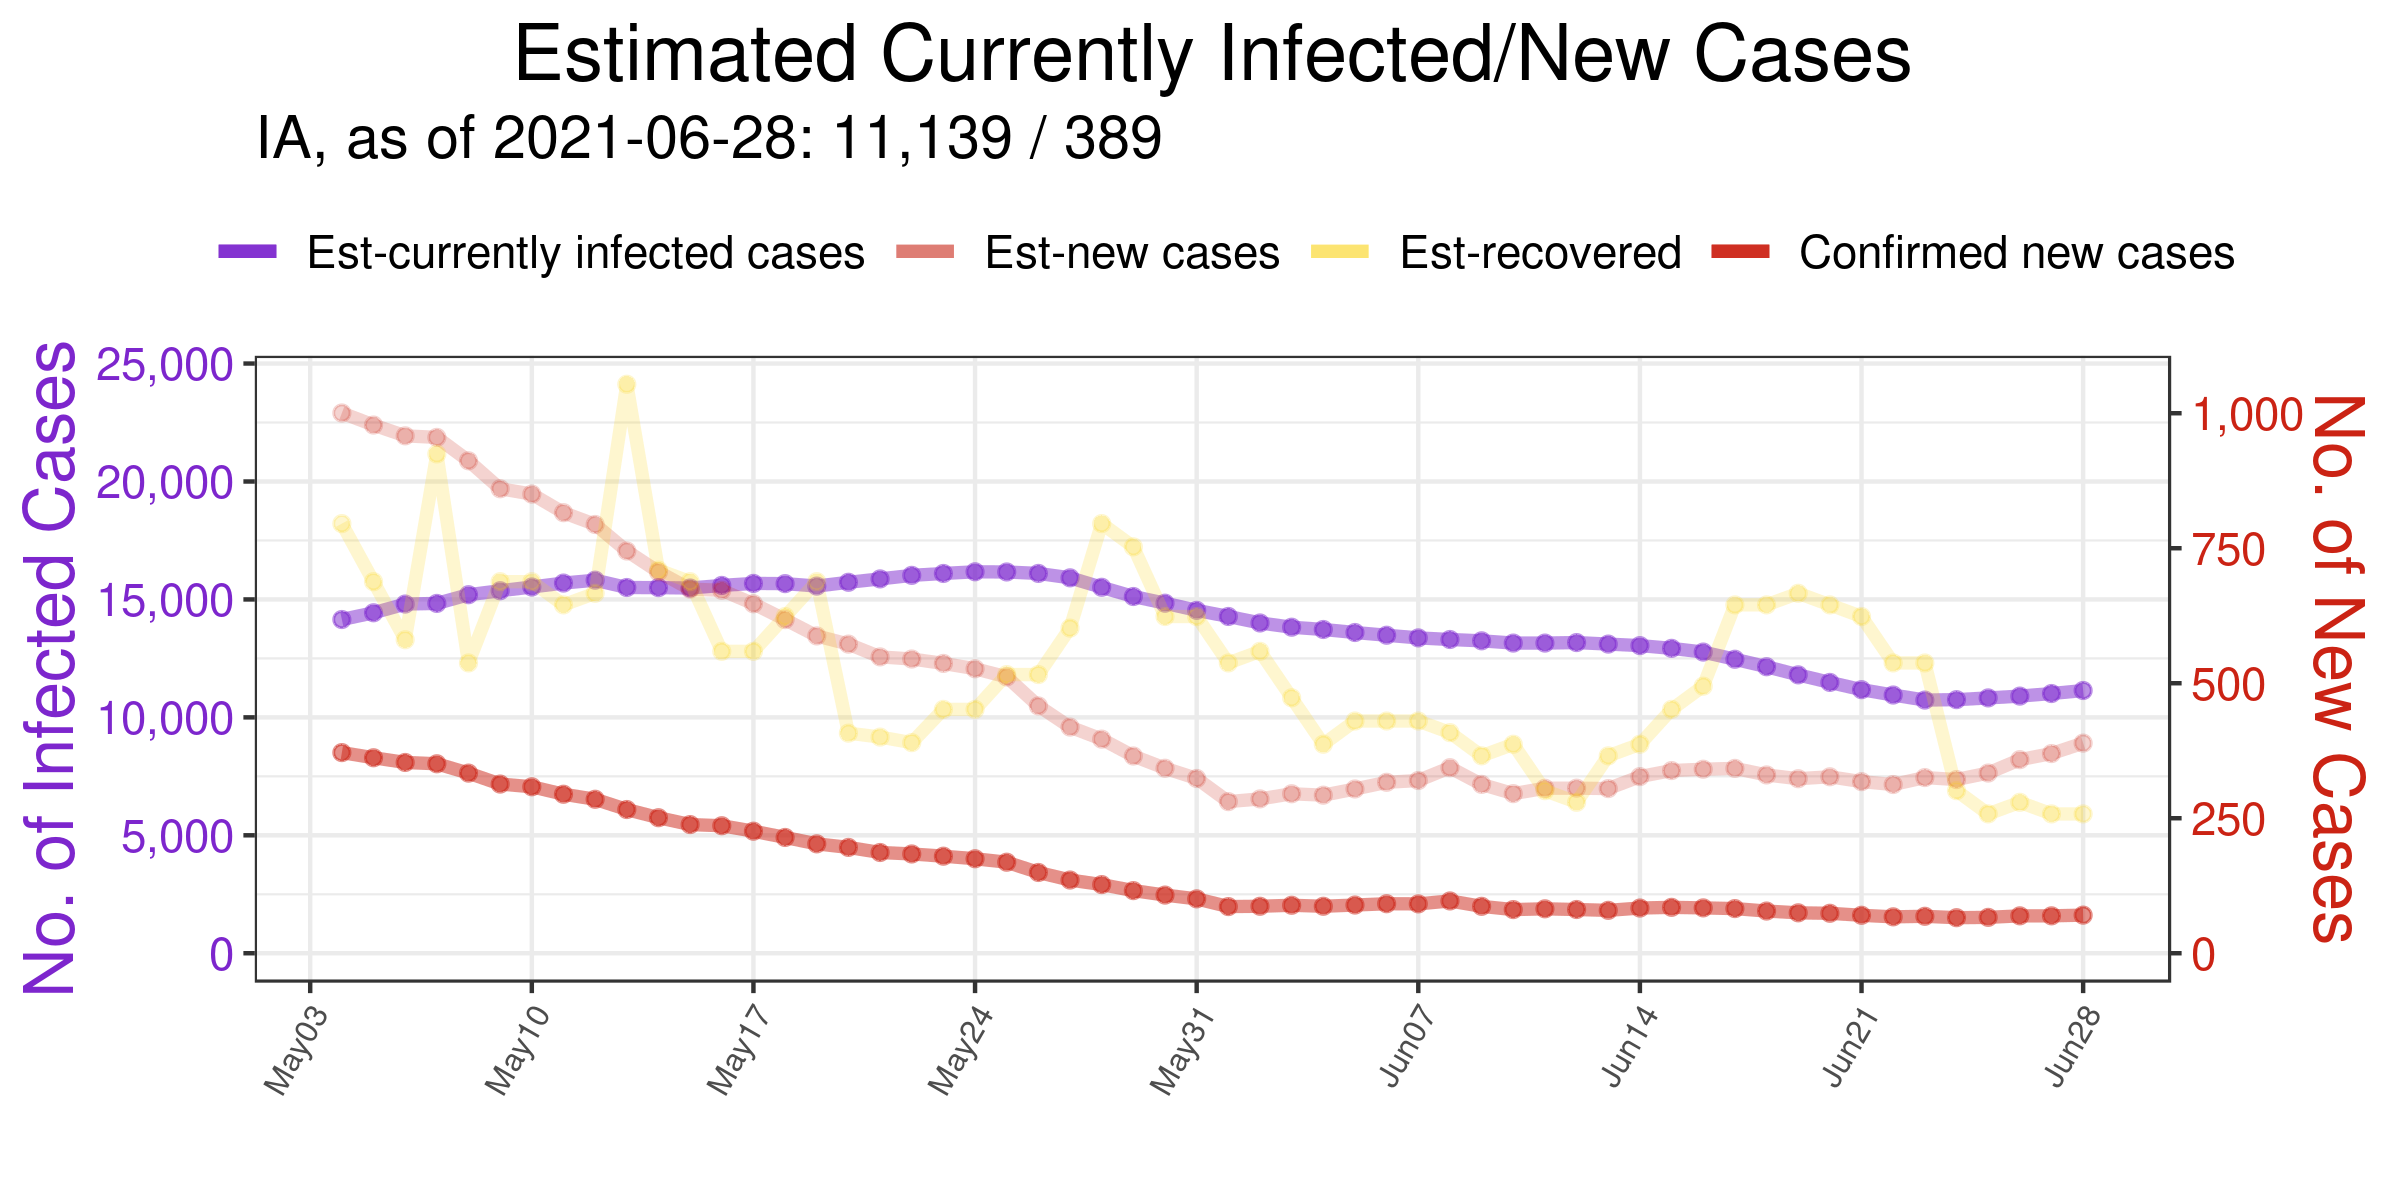 Estimated Currently Infected/New Cases
IA, as of 2021-06-28: 11,139 / 389
Est-currently infected cases Est-new cases Est-recovered Confirmed new cases
No. of Infected Cases
25,000
20,000
15,000
10,000
5,000
0
1,000
750
500
250
0
No. of New Cases
May03 May10 May17 May24 May31 Jun07 Jun14 Jun21 Jun28